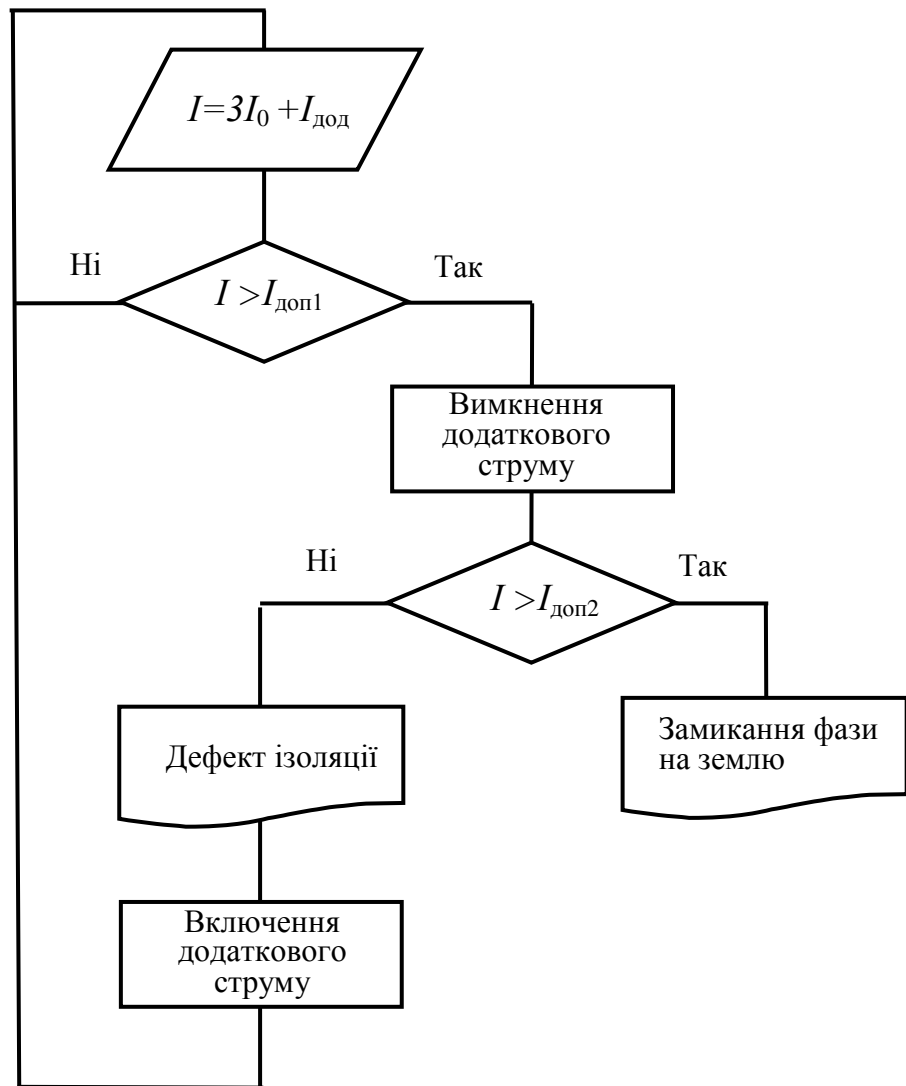 I=3I₀ +Iдод
Ні
Так
I >Iдоп1
Вимкнення
додаткового
струму
Ні
Так
I >Iдоп2
Дефект ізоляції
Замикання фази
на землю
Включення
додаткового
струму